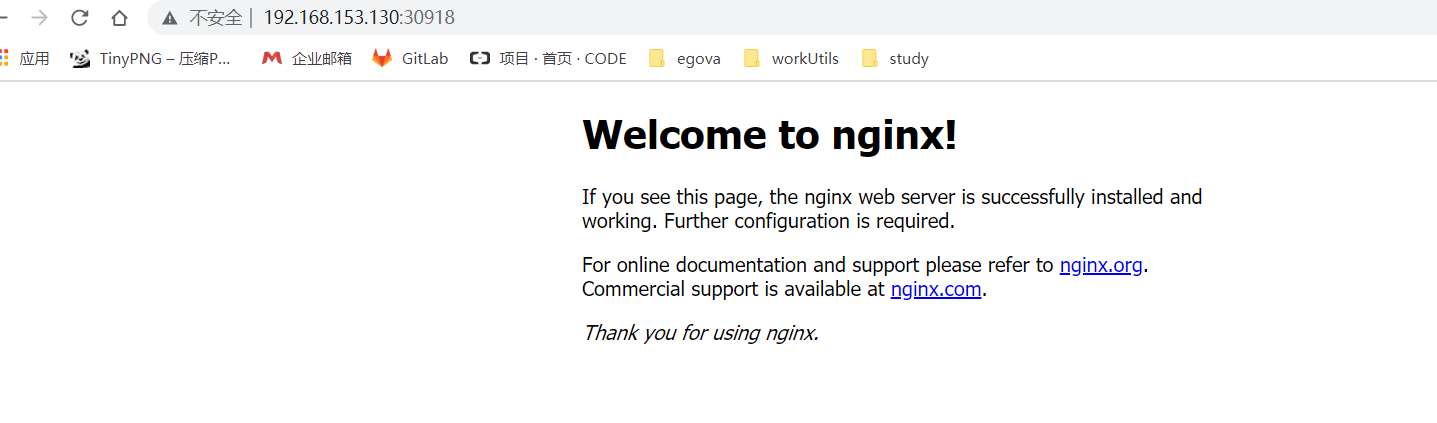 不安全 | 192.168.153.130:30918
应用 TinyPNG – 压缩P... 企业邮箱 GitLab 项目 · 首页 · CODE egova workUtils study
Welcome to nginx!
If you see this page, the nginx web server is successfully installed and
working. Further configuration is required.
For online documentation and support please refer to nginx.org.
Commercial support is available at nginx.com.
Thank you for using nginx.